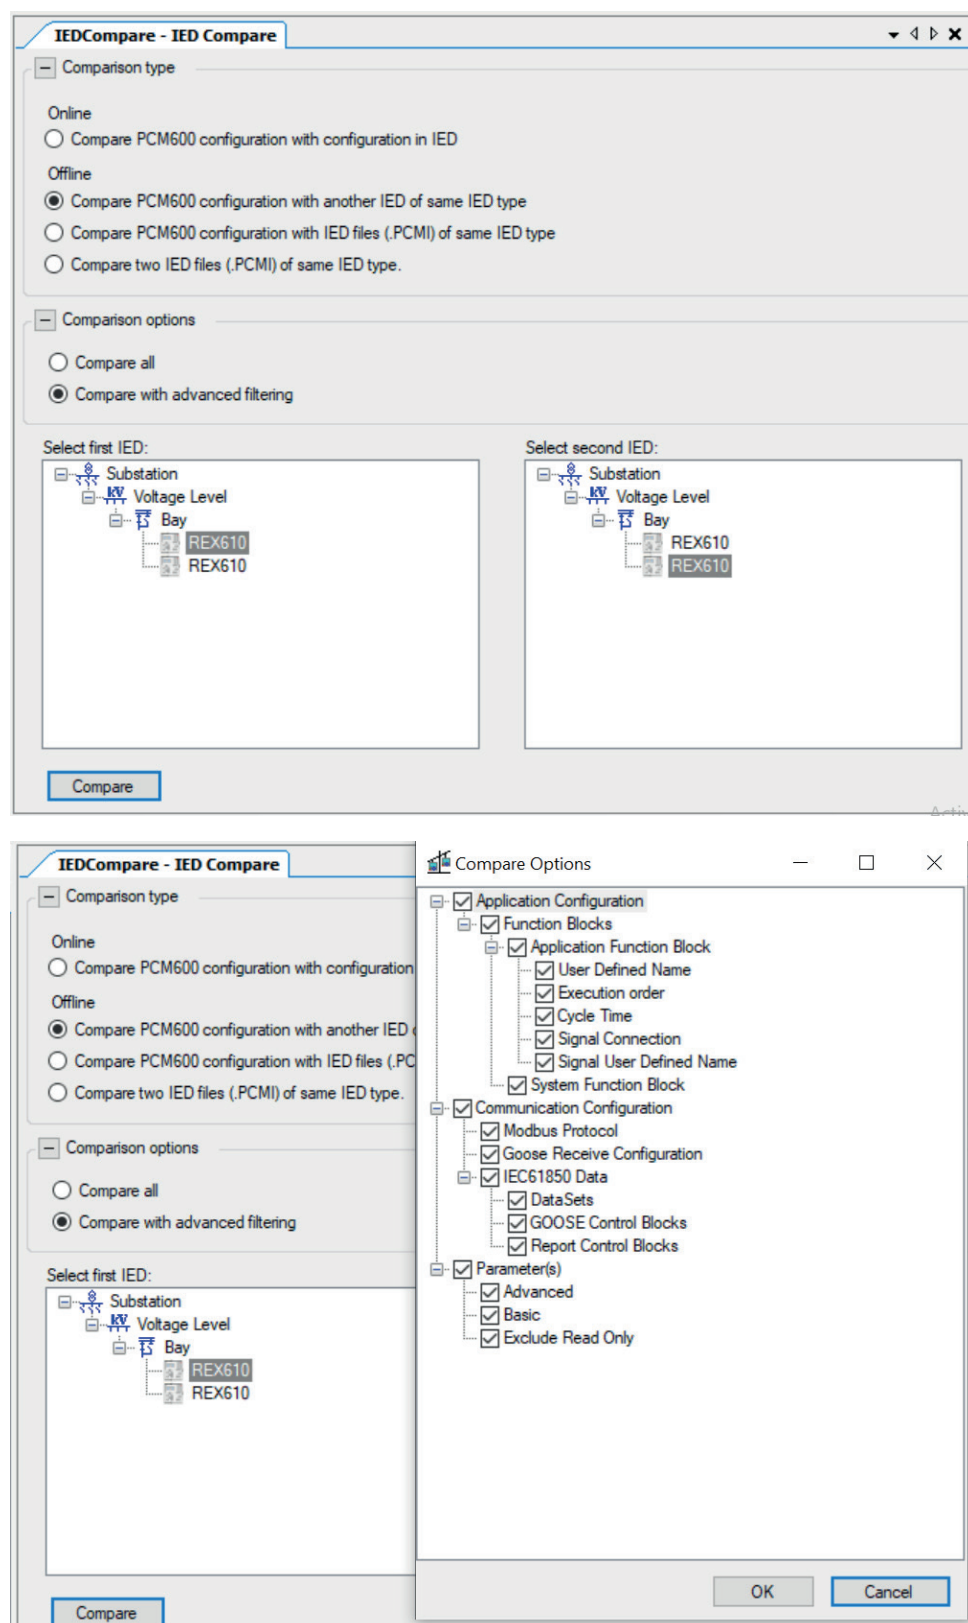 IEDCompare - IED Compare
Comparison type
Online
Compare PCM600 configuration with configuration in IED
Offline
Compare PCM600 configuration with another IED of same IED type
Compare PCM600 configuration with IED files (.PCMI) of same IED type
Compare two IED files (.PCMI) of same IED type.
Comparison options
Compare all
Compare with advanced filtering
Select first IED:
Substation
Voltage Level
Bay
REX610
REX610
Select second IED:
Substation
Voltage Level
Bay
REX610
REX610
Compare
IEDCompare - IED Compare
Comparison type
Online
Compare PCM600 configuration with configuration
Offline
Compare PCM600 configuration with another IED
Compare PCM600 configuration with IED files (.PC
Compare two IED files (.PCMI) of same IED type.
Comparison options
Compare all
Compare with advanced filtering
Select first IED:
Substation
Voltage Level
Bay
REX610
REX610
Compare
Compare Options
Application Configuration
Function Blocks
Application Function Block
User Defined Name
Execution order
Cycle Time
Signal Connection
Signal User Defined Name
System Function Block
Communication Configuration
Modbus Protocol
Goose Receive Configuration
IEC61850 Data
DataSets
GOOSE Control Blocks
Report Control Blocks
Parameter(s)
Advanced
Basic
Exclude Read Only
OK
Cancel